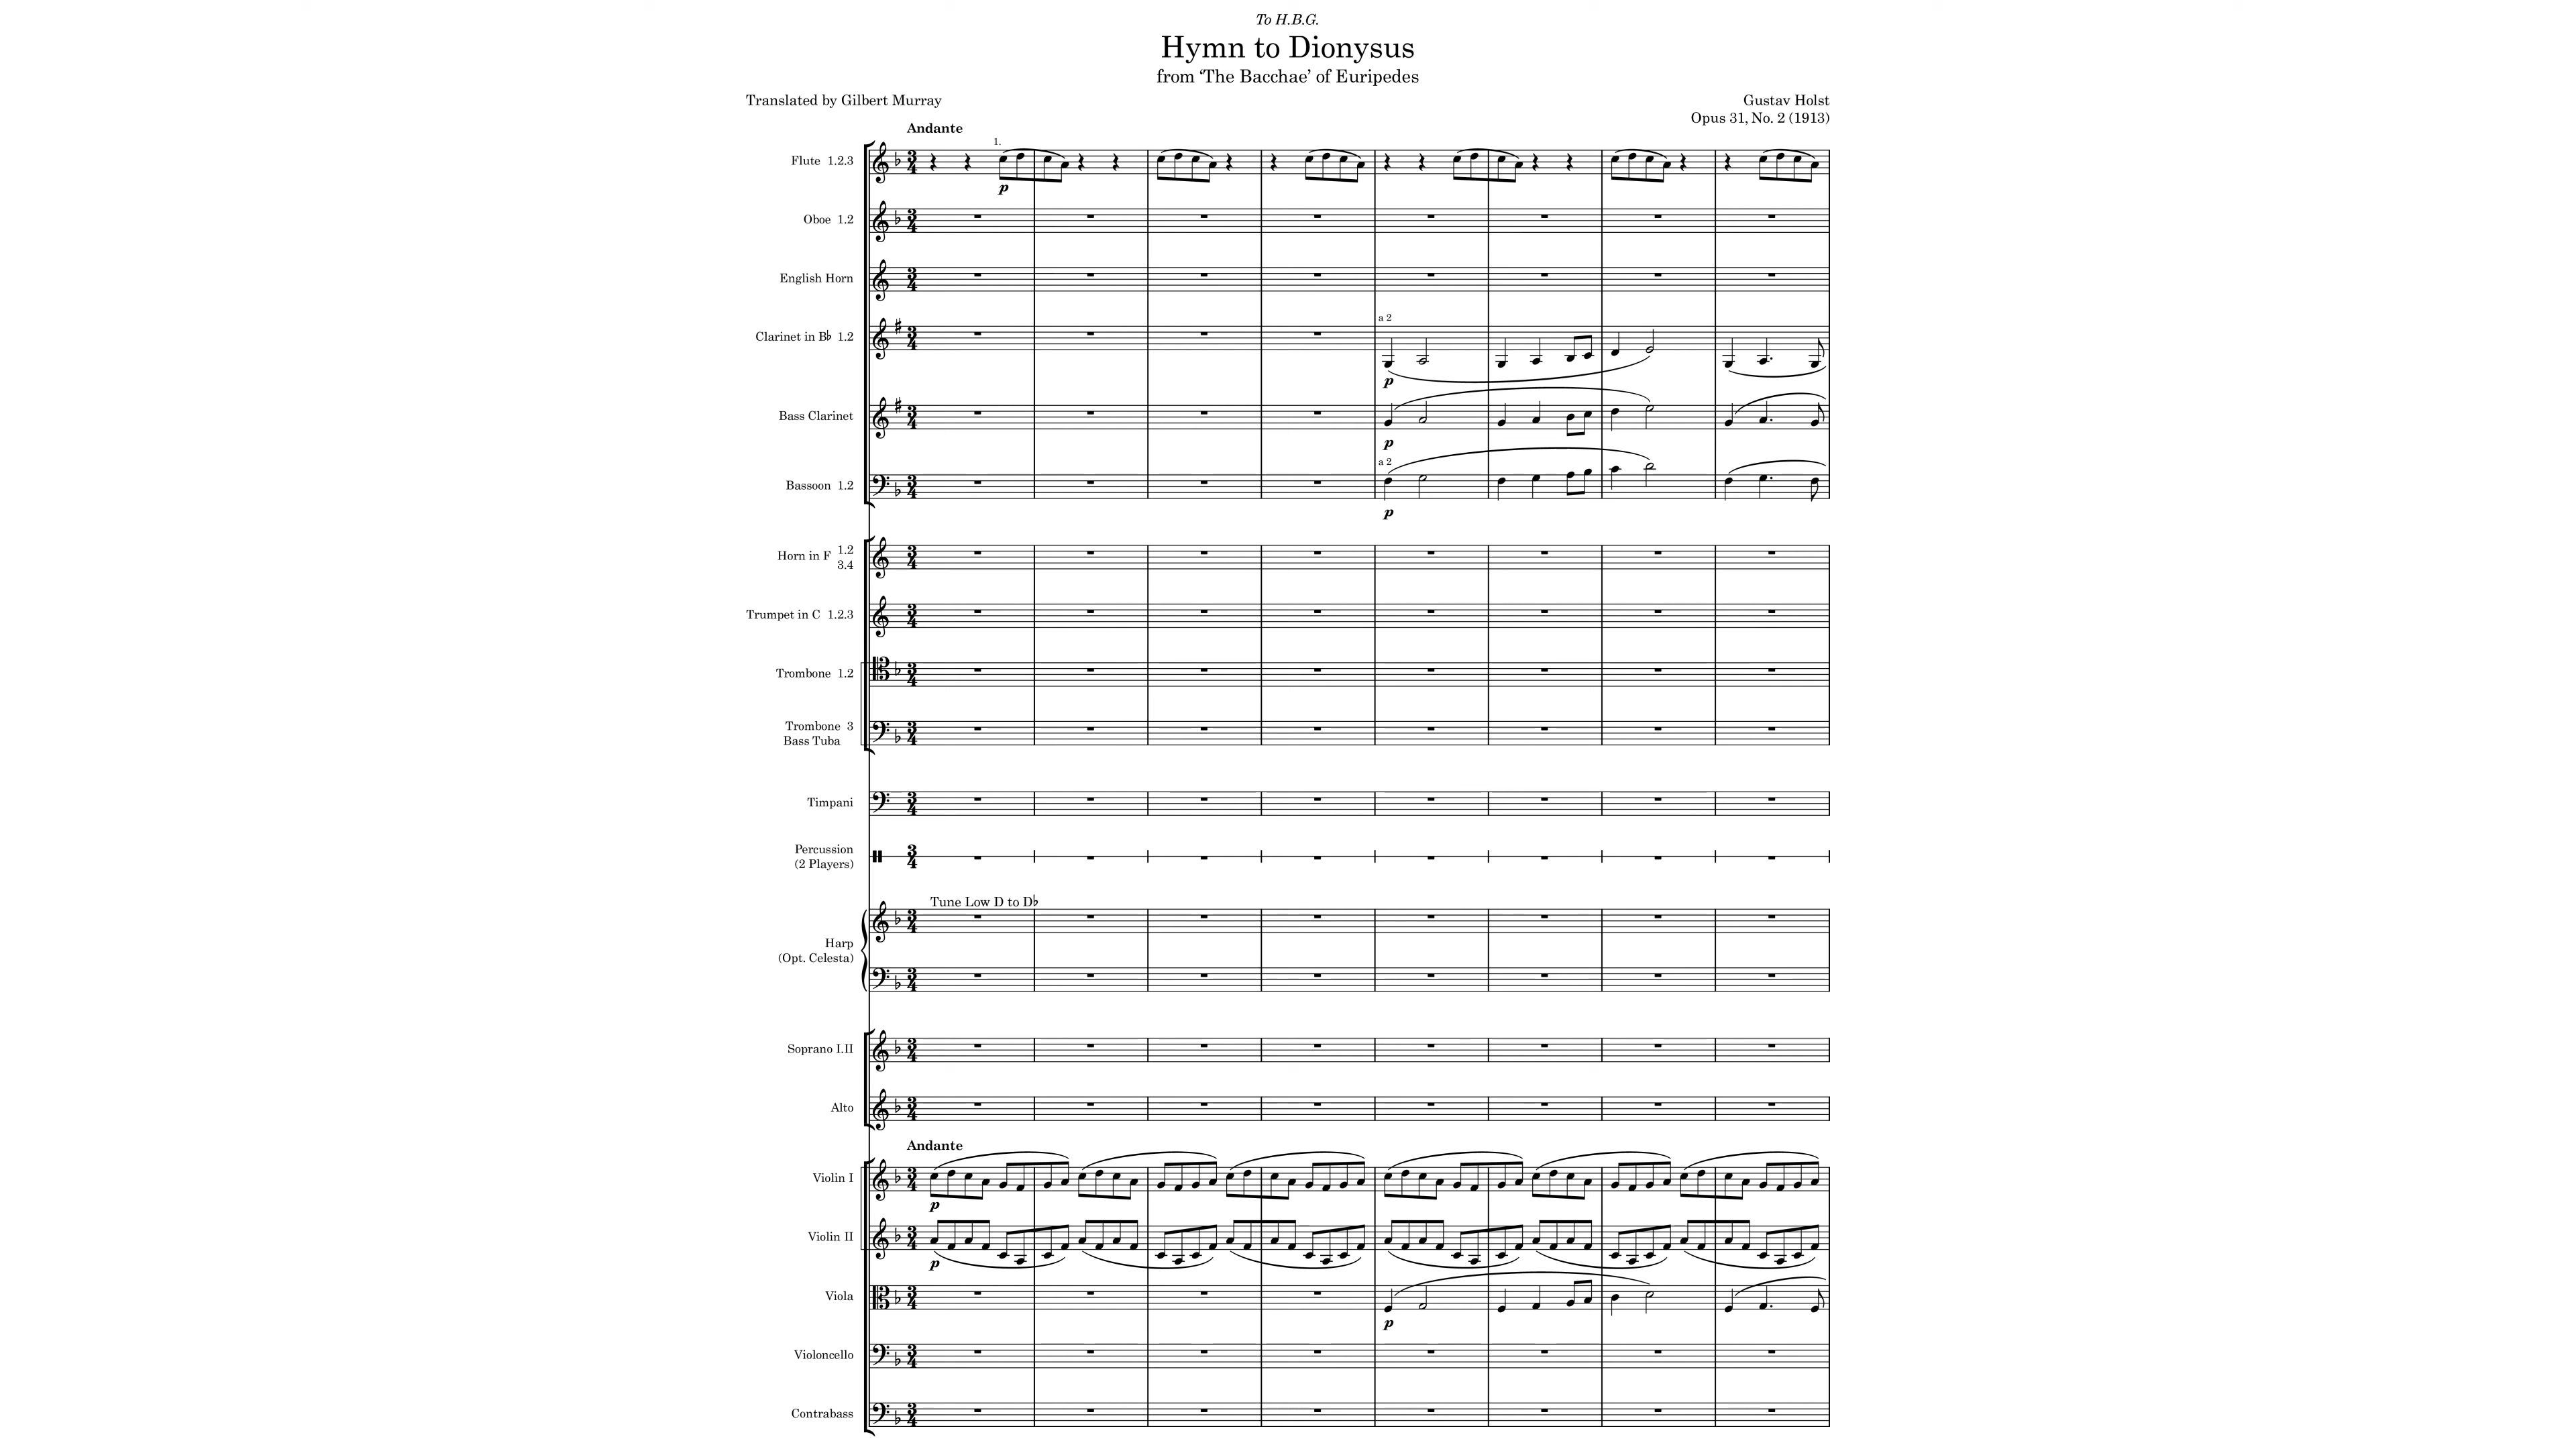 To H.B.G.
Hymn to Dionysus
from ‘The Bacchae’ of Euripedes
Translated by Gilbert Murray
Gustav Holst
Opus 31, No. 2 (1913)
Andante
1.
Flute 1.2.3
p
Oboe 1.2
English Horn
a 2
Clarinet in B♭ 1.2
p
Bass Clarinet
p
a 2
Bassoon 1.2
p
Horn in F 1.2
3.4
Trumpet in C 1.2.3
Trombone 1.2
Trombone 3
Bass Tuba
Timpani
Percussion
(2 Players)
Tune Low D to D♭
Harp
(Opt. Celesta)
Soprano I.II
Alto
Andante
Violin I
p
Violin II
p
Viola
p
Violoncello
Contrabass